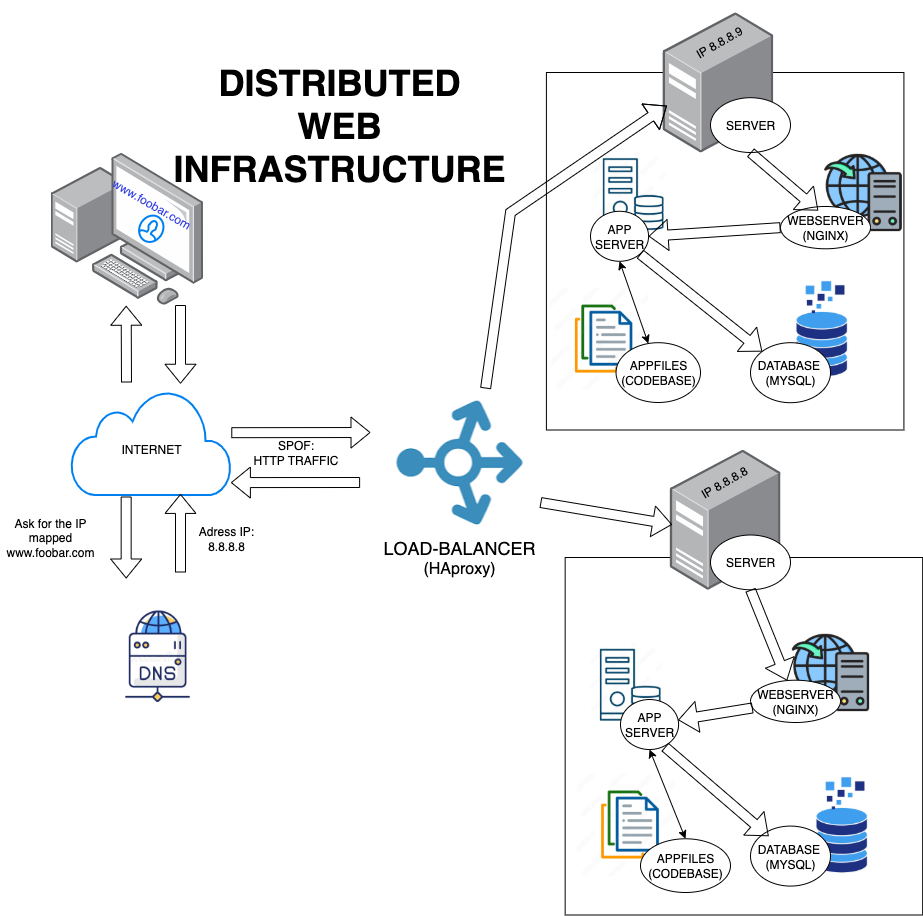 DISTRIBUTED
WEB
INFRASTRUCTURE
www.foobar.com
INTERNET
SPOF:
HTTP TRAFFIC
Ask for the IP
mapped
www.foobar.com
Adress IP:
8.8.8.8
DNS
LOAD-BALANCER
(HAproxy)
IP 8.8.8.9
SERVER
WEBSERVER
(NGINX)
APP
SERVER
APPFILES
(CODEBASE)
DATABASE
(MYSQL)
IP 8.8.8.8
SERVER
WEBSERVER
(NGINX)
APP
SERVER
APPFILES
(CODEBASE)
DATABASE
(MYSQL)